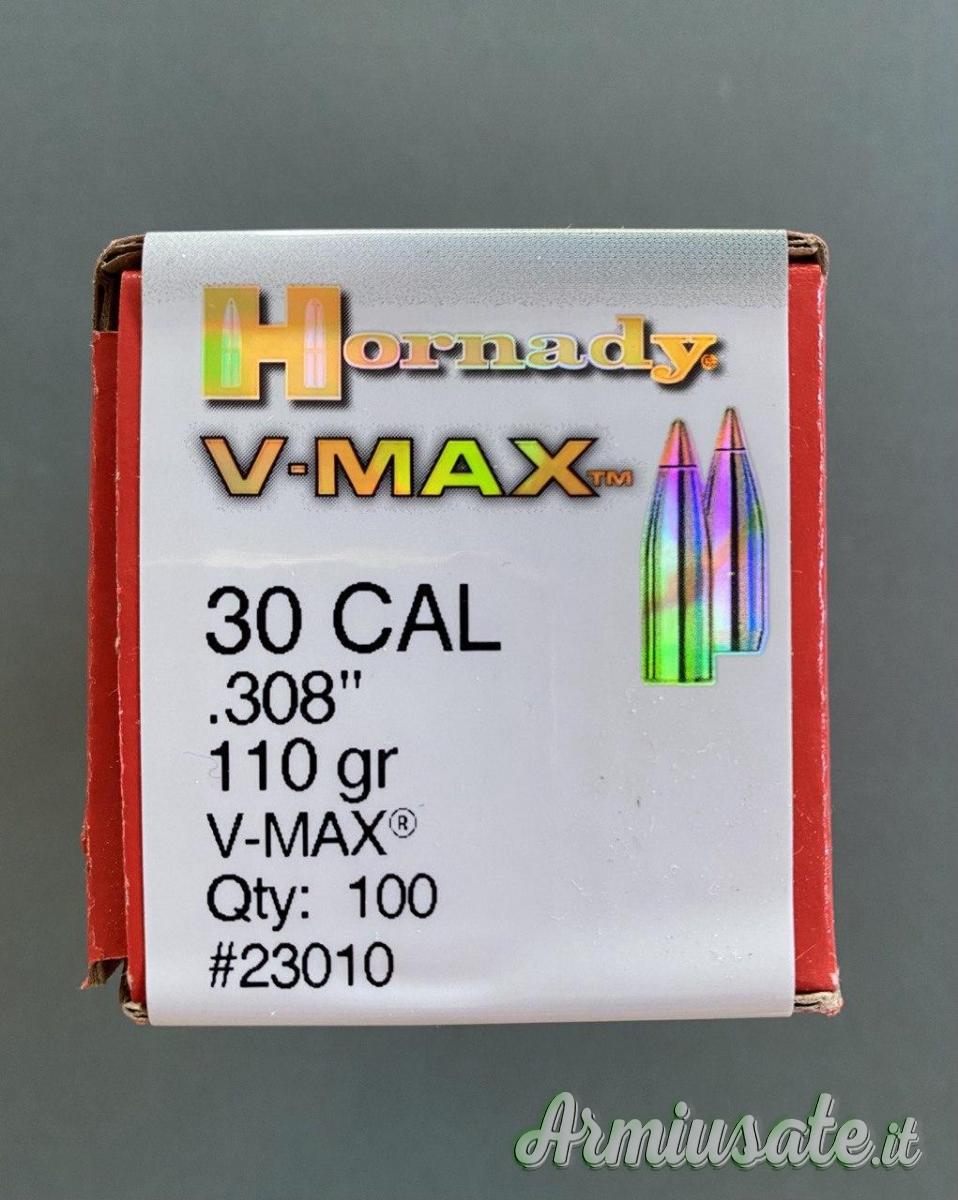 Hornady®
V-MAX™
30 CAL
.308"
110 gr
V-MAX®
Qty: 100
#23010
Armiusate.it